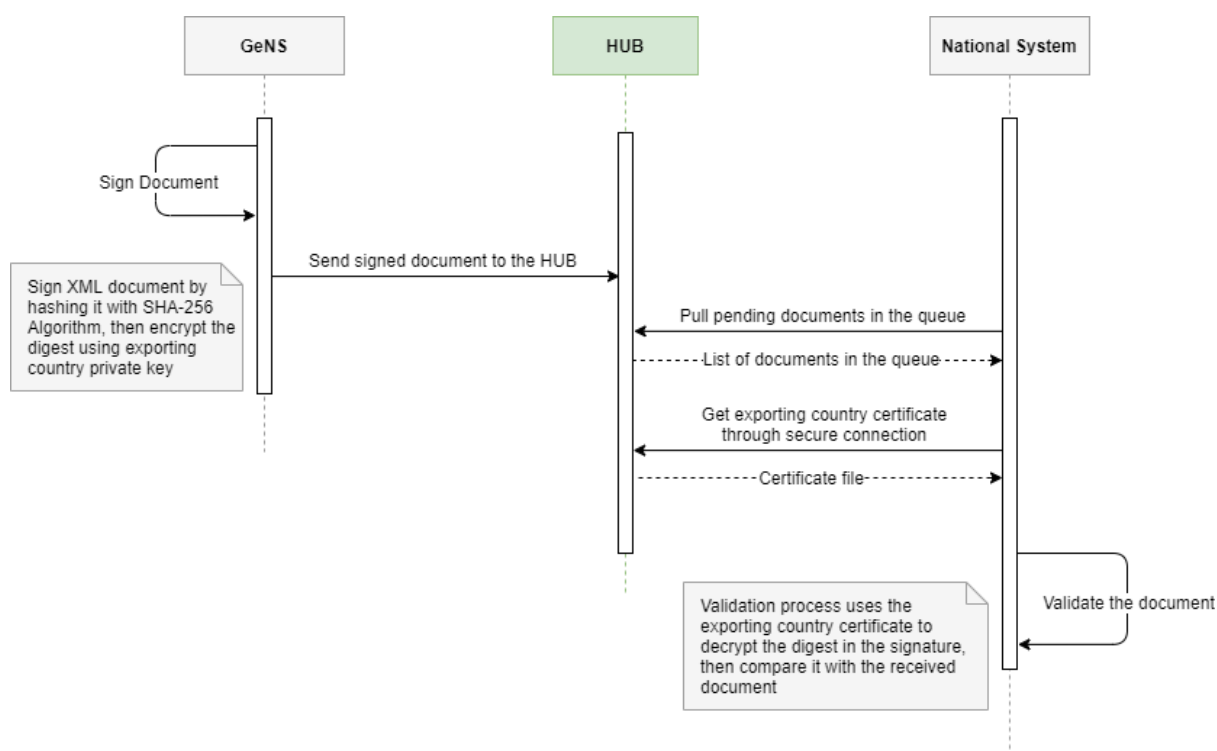 GeNS
HUB
National System
Sign Document
Send signed document to the HUB
Sign XML document by
hashing it with SHA-256
Algorithm, then encrypt the
digest using exporting
country private key
Pull pending documents in the queue
List of documents in the queue
Get exporting country certificate
through secure connection
Certificate file
Validate the document
Validation process uses the
exporting country certificate to
decrypt the digest in the signature,
then compare it with the received
document